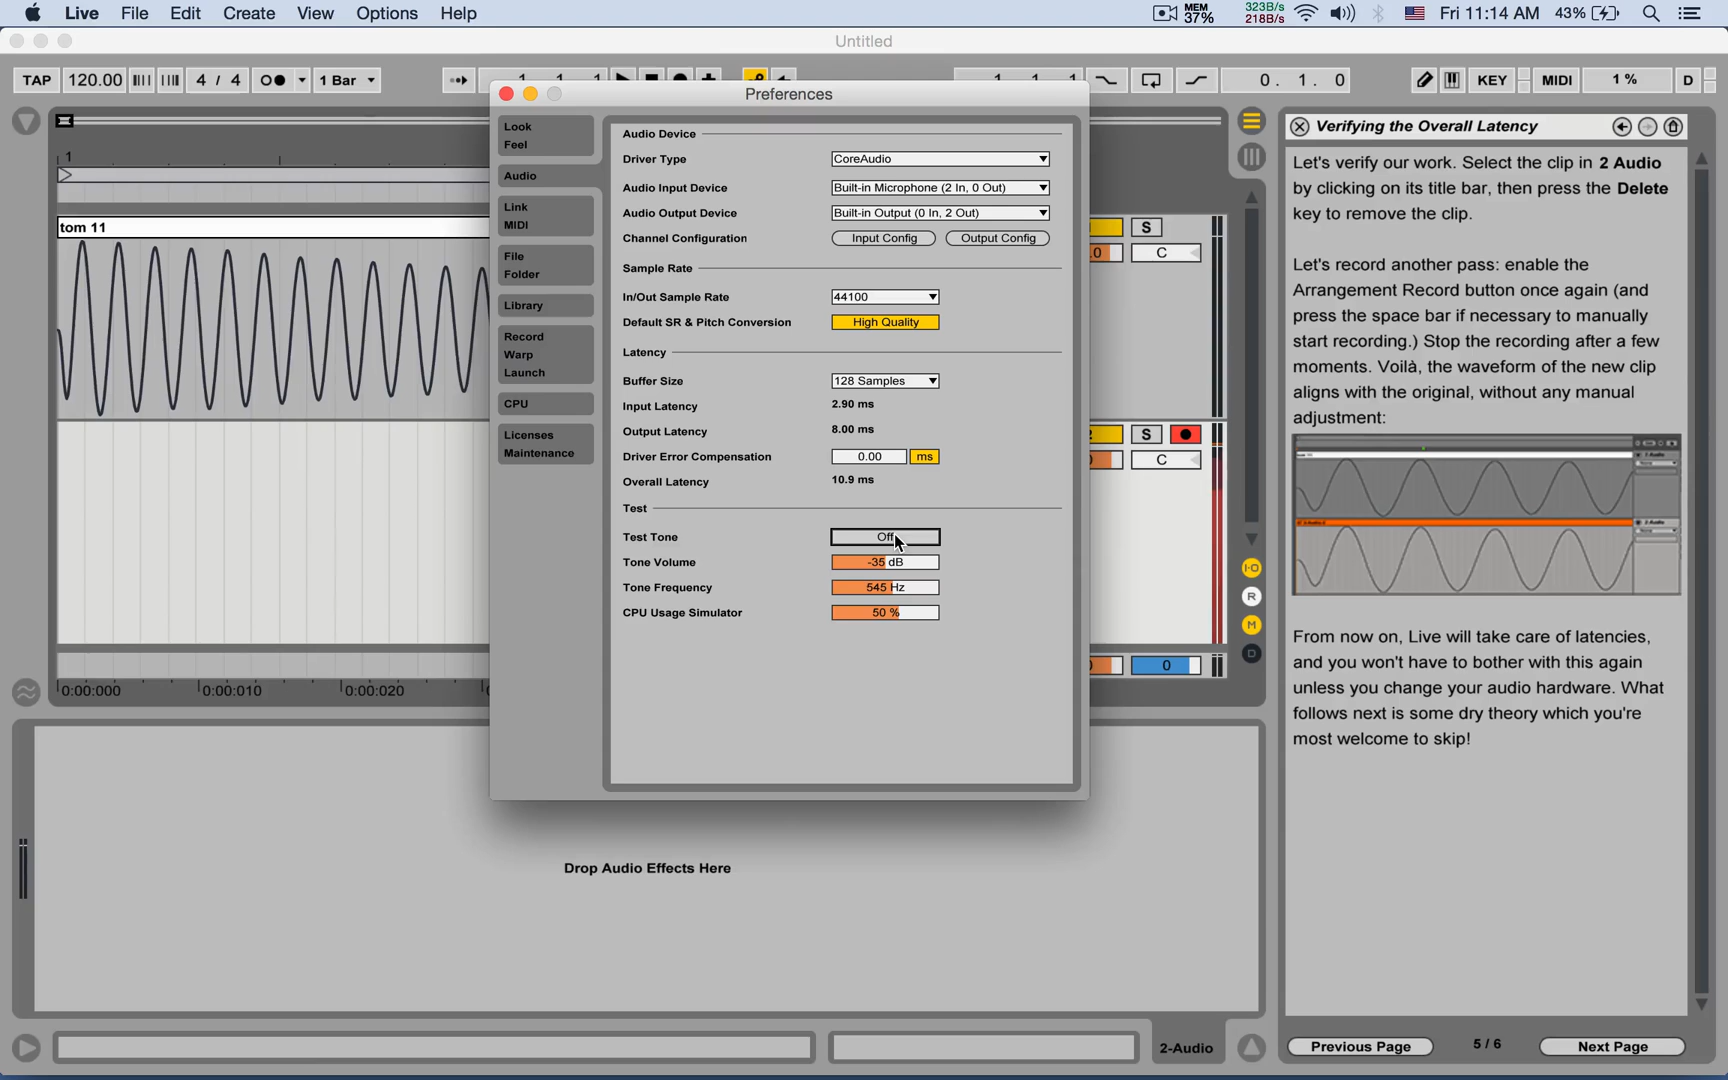 Live File Edit Create View Options Help
MEM 37% 323B/s 218B/s Fri 11:14 AM 43%
Untitled
TAP 120.00 4 / 4 1 Bar 1 1 1 1 1 1 0. 1. 0 KEY MIDI 1 % D
Preferences
Look
Feel
Audio
Link
MIDI
File
Folder
Library
Record
Warp
Launch
CPU
Licenses
Maintenance
Audio Device
Driver Type CoreAudio
Audio Input Device Built-in Microphone (2 In, 0 Out)
Audio Output Device Built-in Output (0 In, 2 Out)
Channel Configuration Input Config Output Config
Sample Rate
In/Out Sample Rate 44100
Default SR & Pitch Conversion High Quality
Latency
Buffer Size 128 Samples
Input Latency 2.90 ms
Output Latency 8.00 ms
Driver Error Compensation 0.00 ms
Overall Latency 10.9 ms
Test
Test Tone Off
Tone Volume -35 dB
Tone Frequency 545 Hz
CPU Usage Simulator 50 %
1
tom 11
S
.0 C
2 S
C
0
I·O
R
M
D
0:00:000 0:00:010 0:00:020
Drop Audio Effects Here
2-Audio
Verifying the Overall Latency
Let's verify our work. Select the clip in 2 Audio
by clicking on its title bar, then press the Delete
key to remove the clip.
Let's record another pass: enable the
Arrangement Record button once again (and
press the space bar if necessary to manually
start recording.) Stop the recording after a few
moments. Voilà, the waveform of the new clip
aligns with the original, without any manual
adjustment:
From now on, Live will take care of latencies,
and you won't have to bother with this again
unless you change your audio hardware. What
follows next is some dry theory which you're
most welcome to skip!
Previous Page 5 / 6 Next Page